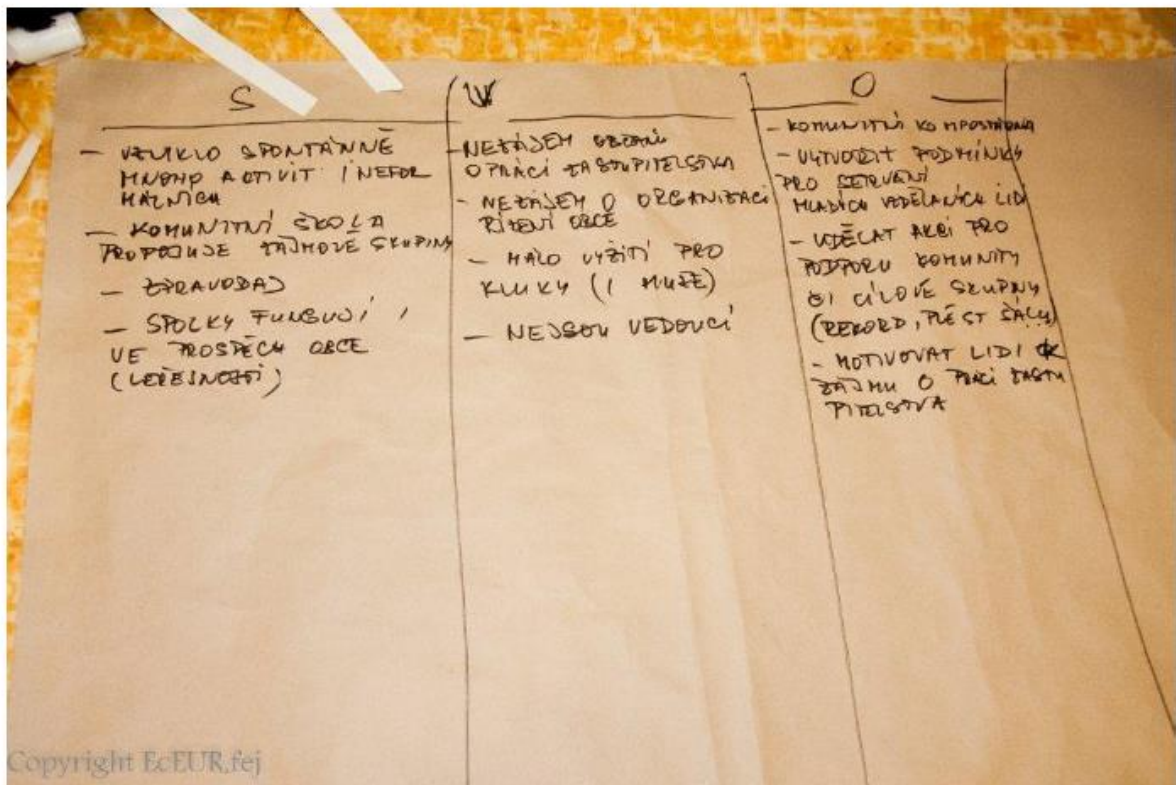 S
— VZNIKLO SPONTÁNNĚ
MNOHO AKTIVIT I NEFOR
MÁLNÍCH
— KOMUNITNÍ ŠKOLA
PROPOJUJE ZÁJMOVÉ SKUPINY
— ZPRAVODAJ
— SPOLKY FUNGUJÍ I
VE PROSPĚCH OBCE
(VEŘEJNOSTI)
W
- NEZÁJEM OBČANŮ
O PRÁCI ZASTUPITELSTVA
- NEZÁJEM O ORGANIZACI
ŘÍZENÍ OBCE
— MÁLO VYŽITÍ PRO
KLUKY (I MUŽE)
— NEJSOU VEDOUCÍ
O
- KOMUNITNÍ KOMPOSTÁRNA
- VYTVOŘIT PODMÍNKY
PRO SETRVÁNÍ
MLADÝCH VZDĚLANÝCH LIDÍ
- UDĚLAT AKCI PRO
PODPORU KOMUNITY
ČI CÍLOVÉ SKUPINY
(REKORD, PLÉST ŠÁLU)
- MOTIVOVAT LIDI K
ZÁJMU O PRÁCI ZASTU
PITELSTVA
Copyright EcEUR,fej